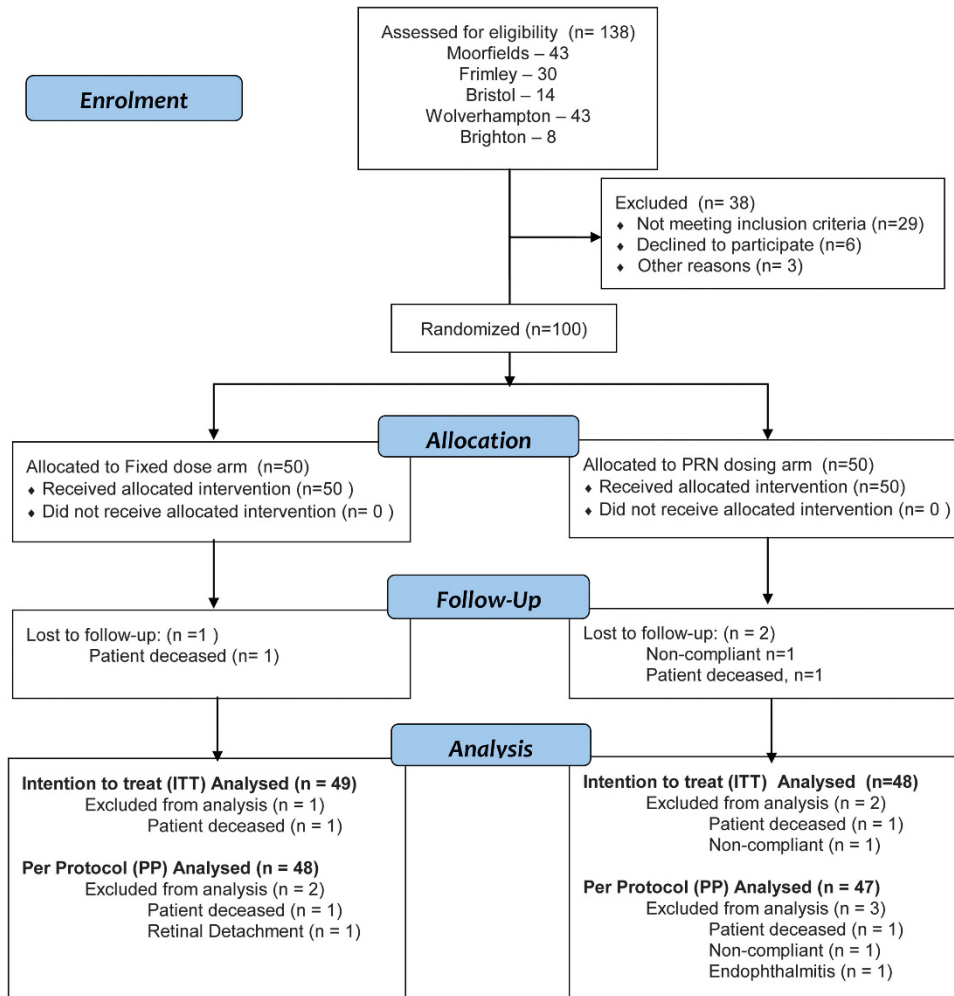 Assessed for eligibility (n= 138)
Moorfields – 43
Frimley – 30
Bristol – 14
Wolverhampton – 43
Brighton – 8
Enrolment
Excluded (n= 38)
♦ Not meeting inclusion criteria (n=29)
♦ Declined to participate (n=6)
♦ Other reasons (n= 3)
Randomized (n=100)
Allocation
Allocated to Fixed dose arm (n=50)
♦ Received allocated intervention (n=50 )
♦ Did not receive allocated intervention (n= 0 )
Allocated to PRN dosing arm (n=50)
♦ Received allocated intervention (n=50)
♦ Did not receive allocated intervention (n= 0 )
Follow-Up
Lost to follow-up: (n =1 )
Patient deceased (n= 1)
Lost to follow-up: (n = 2)
Non-compliant n=1
Patient deceased, n=1
Analysis
Intention to treat (ITT) Analysed (n = 49)
Excluded from analysis (n = 1)
Patient deceased (n = 1)
Per Protocol (PP) Analysed (n = 48)
Excluded from analysis (n = 2)
Patient deceased (n = 1)
Retinal Detachment (n = 1)
Intention to treat (ITT) Analysed (n=48)
Excluded from analysis (n = 2)
Patient deceased (n = 1)
Non-compliant (n = 1)
Per Protocol (PP) Analysed (n = 47)
Excluded from analysis (n = 3)
Patient deceased (n = 1)
Non-compliant (n = 1)
Endophthalmitis (n = 1)